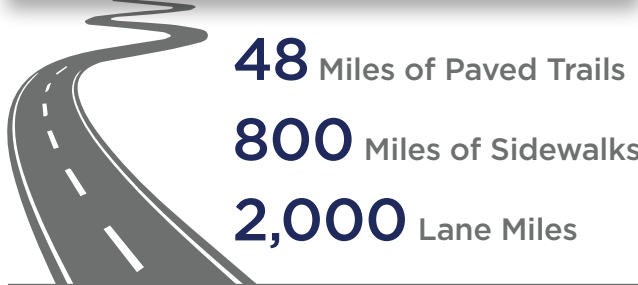 48 Miles of Paved Trails
800 Miles of Sidewalks
2,000 Lane Miles